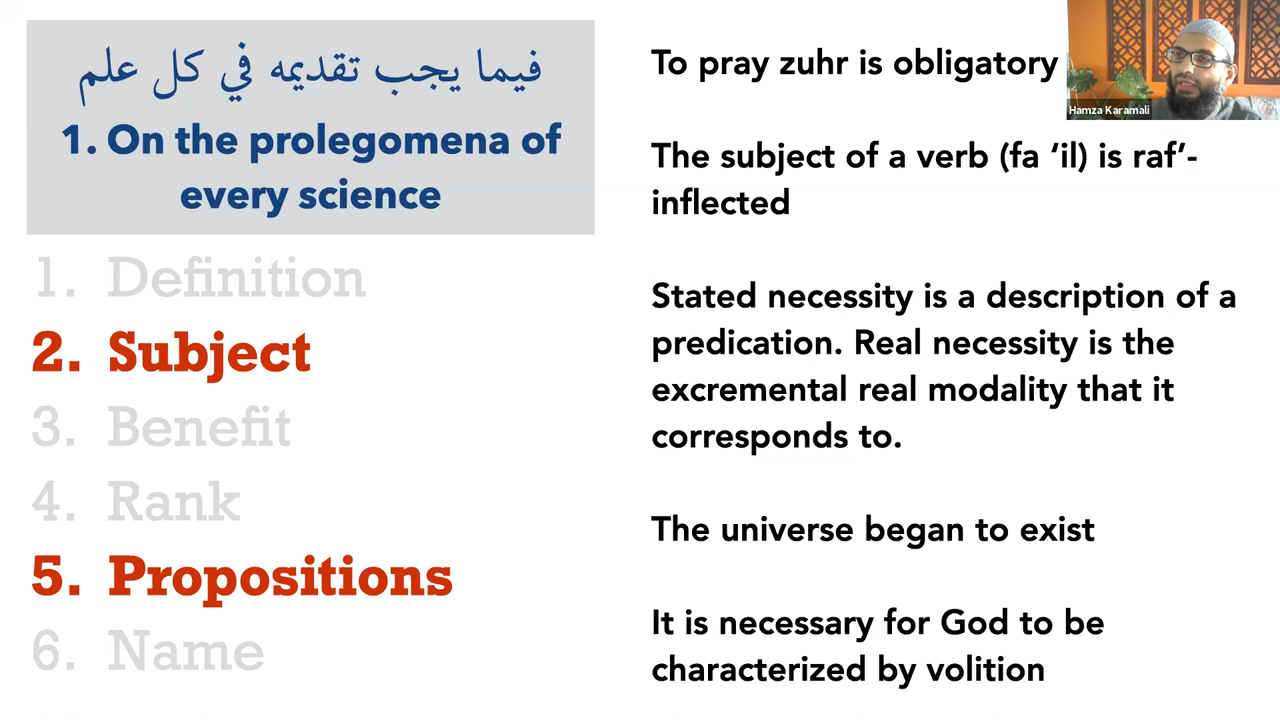 فيما يجب تقديمه في كل علم
1. On the prolegomena of
every science
1. Definition
2. Subject
3. Benefit
4. Rank
5. Propositions
6. Name
To pray zuhr is obligatory
The subject of a verb (fa ‘il) is raf’-
inflected
Stated necessity is a description of a
predication. Real necessity is the
excremental real modality that it
corresponds to.
The universe began to exist
It is necessary for God to be
characterized by volition
Hamza Karamali